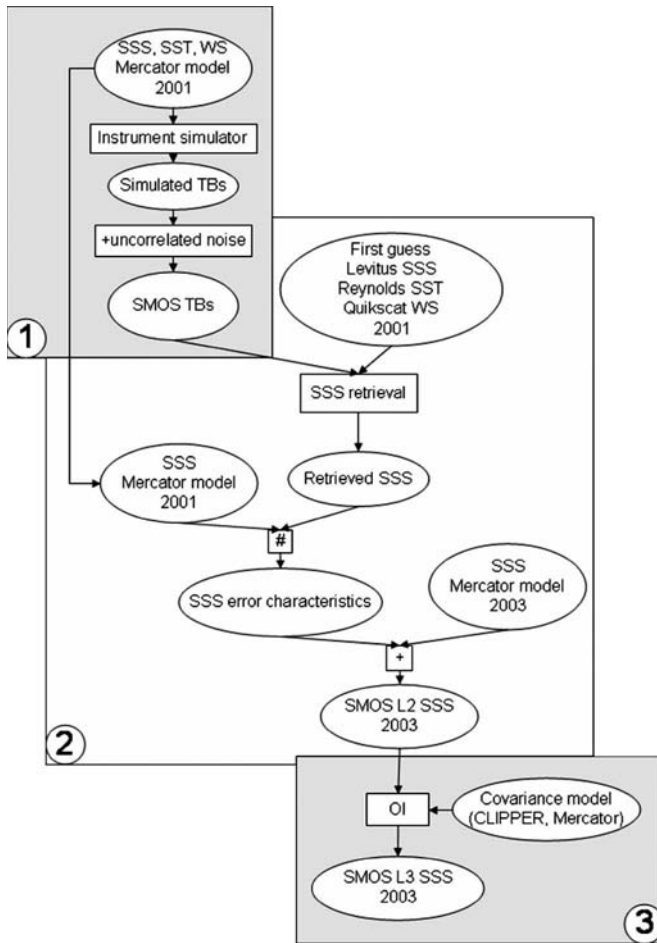 SSS, SST, WS
Mercator model
2001
Instrument simulator
Simulated TBs
+uncorrelated noise
SMOS TBs
1
First guess
Levitus SSS
Reynolds SST
Quikscat WS
2001
SSS retrieval
SSS
Mercator model
2001
Retrieved SSS
#
SSS error characteristics
SSS
Mercator model
2003
+
SMOS L2 SSS
2003
2
OI
Covariance model
(CLIPPER, Mercator)
SMOS L3 SSS
2003
3